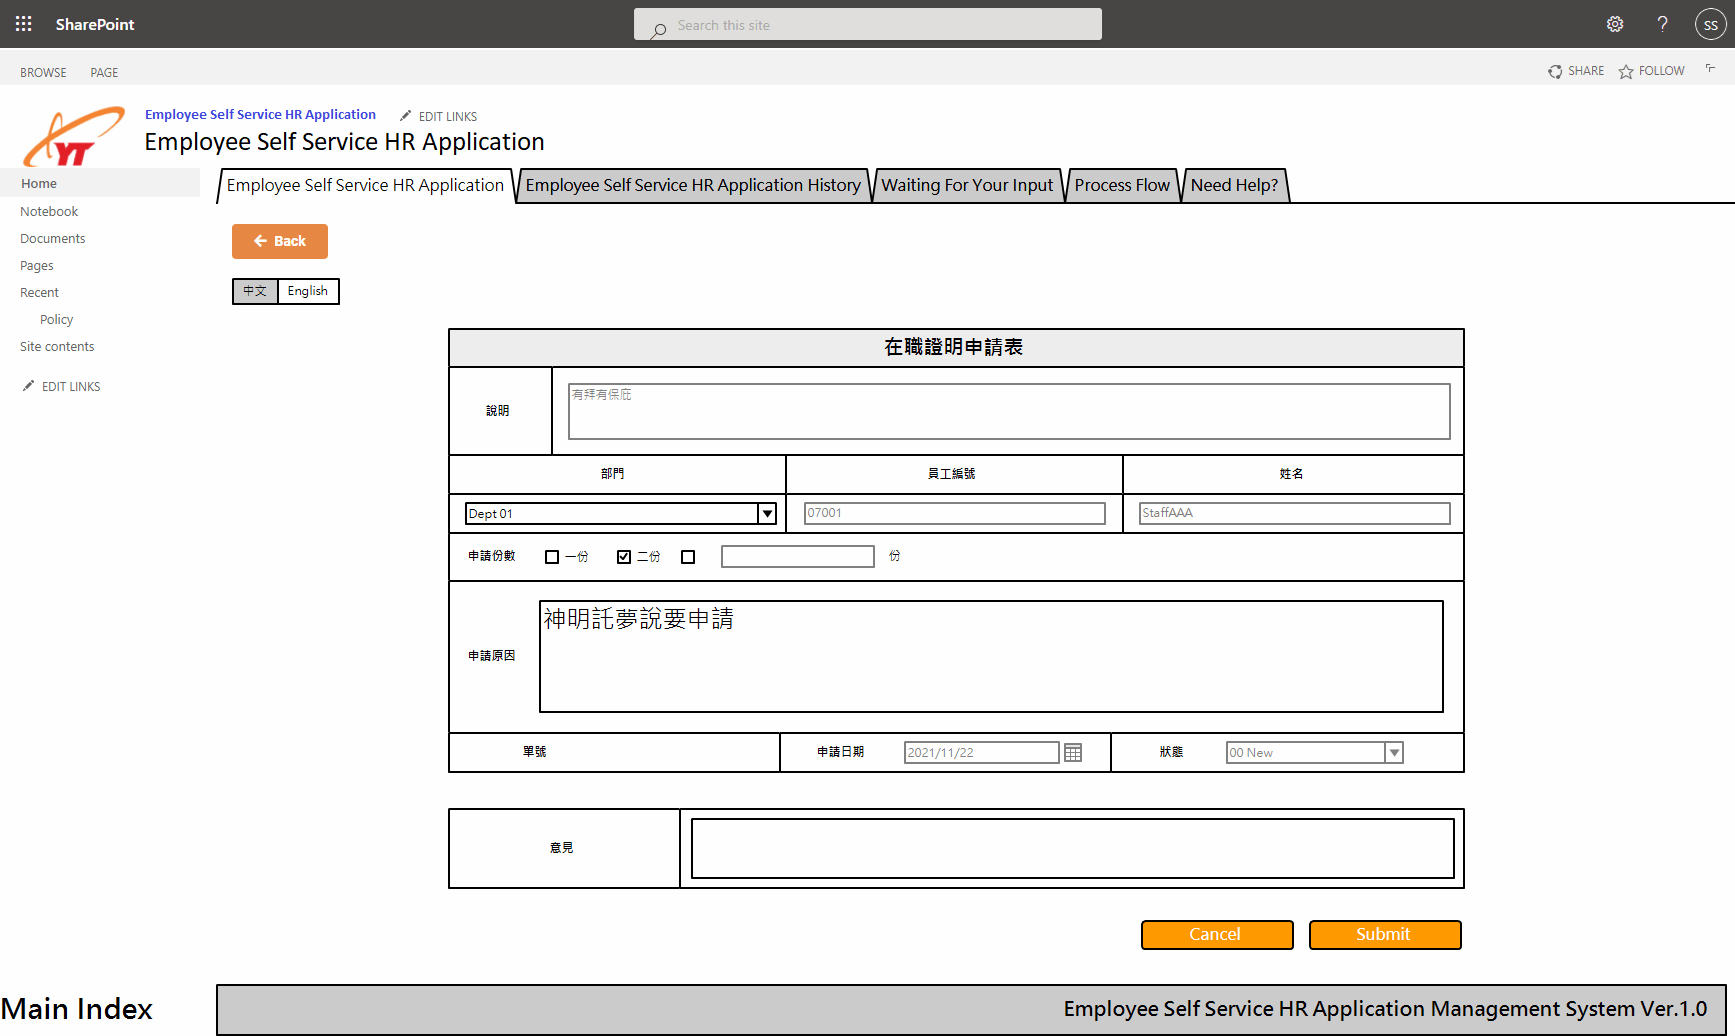 SharePoint
Search this site
?
SS
BROWSE
PAGE
SHARE
FOLLOW
YT
Employee Self Service HR Application
EDIT LINKS
Employee Self Service HR Application
Home
Notebook
Documents
Pages
Recent
Policy
Site contents
EDIT LINKS
Employee Self Service HR Application
Employee Self Service HR Application History
Waiting For Your Input
Process Flow
Need Help?
Back
中文
English
在職證明申請表
說明
有拜有保庇
部門
員工編號
姓名
Dept 01
07001
StaffAAA
申請份數
一份
二份
份
申請原因
神明託夢說要申請
單號
申請日期
2021/11/22
狀態
00 New
意見
Cancel
Submit
Main Index
Employee Self Service HR Application Management System Ver.1.0